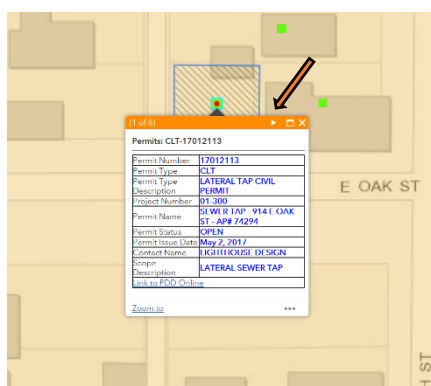 (1 of 6)
Permits: CLT-17012113
Permit Number 17012113
Permit Type CLT
Permit Type Description LATERAL TAP CIVIL PERMIT
Project Number 01-300
Permit Name SEWER TAP - 914 E OAK ST - AP# 74294
Permit Status OPEN
Permit Issue Date May 2, 2017
Contact Name LIGHTHOUSE DESIGN
Scope Description LATERAL SEWER TAP
Link to PDD Online
Zoom to
E OAK ST
H ST